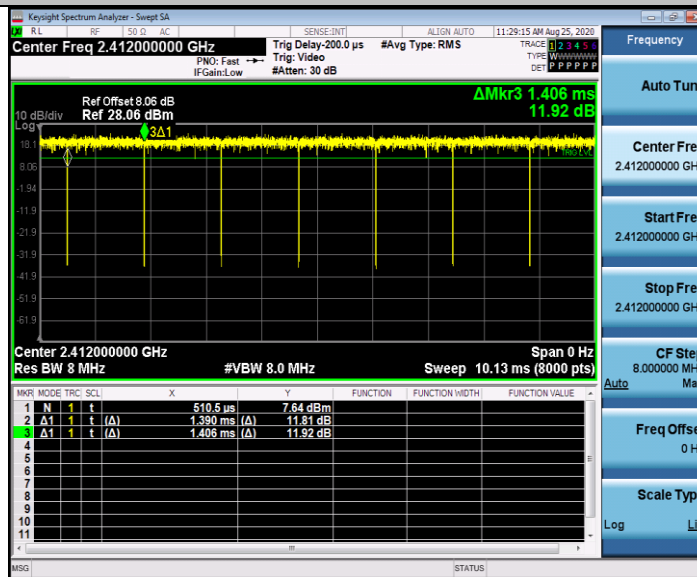 Keysight Spectrum Analyzer - Swept SA
RL RF 50 Ω AC SENSE:INT ALIGN AUTO 11:29:15 AM Aug 25, 2020
Center Freq 2.412000000 GHz
Trig Delay-200.0 µs #Avg Type: RMS
TRACE 1 2 3 4 5 6
PNO: Fast Trig: Video
TYPE WWWWWW
IFGain:Low #Atten: 30 dB
DET P P P P P P
Frequency
Auto Tun
Ref Offset 8.06 dB
ΔMkr3 1.406 ms
10 dB/div Ref 28.06 dBm
11.92 dB
Log
3Δ1
18.1
TRIG LVL
8.06
-1.94
-11.9
-21.9
-31.9
-41.9
-51.9
-61.9
Center Fre
2.412000000 GH
Start Fre
2.412000000 GH
Stop Fre
2.412000000 GH
Center 2.412000000 GHz Span 0 Hz
Res BW 8 MHz #VBW 8.0 MHz Sweep 10.13 ms (8000 pts)
CF Ste
8.000000 MH
Auto Ma
MKR MODE TRC SCL X Y FUNCTION FUNCTION WIDTH FUNCTION VALUE
1 N 1 t 510.5 µs 7.64 dBm
2 Δ1 1 t (Δ) 1.390 ms (Δ) 11.81 dB
3 Δ1 1 t (Δ) 1.406 ms (Δ) 11.92 dB
4
5
6
7
8
9
10
11
Freq Offse
0 H
Scale Typ
Log Li
MSG STATUS